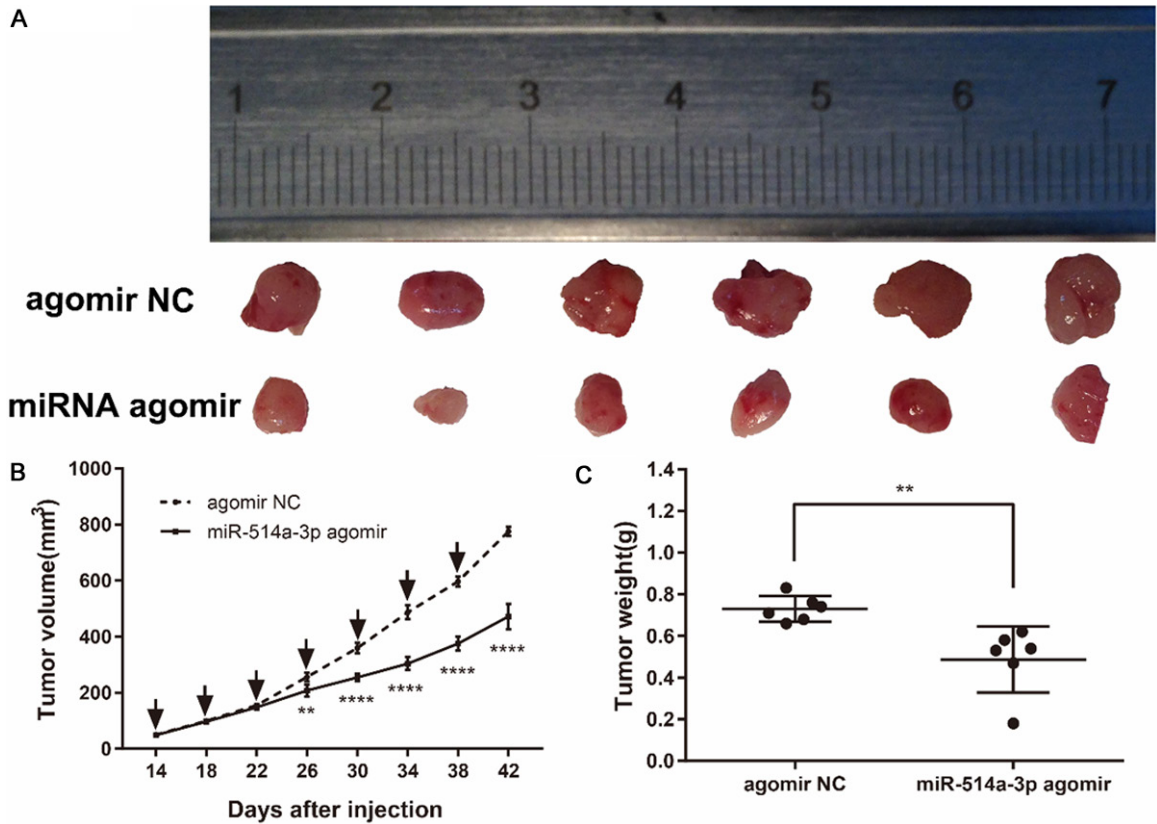 A
1 2 3 4 5 6 7
agomir NC
miRNA agomir
B
1000
800
600
400
200
0
Tumor volume(mm³)
agomir NC
miR-514a-3p agomir
**
****
****
****
****
14 18 22 26 30 34 38 42
Days after injection
C
1.4
1.2
1.0
0.8
0.6
0.4
0.2
0.0
Tumor weight(g)
**
agomir NC miR-514a-3p agomir